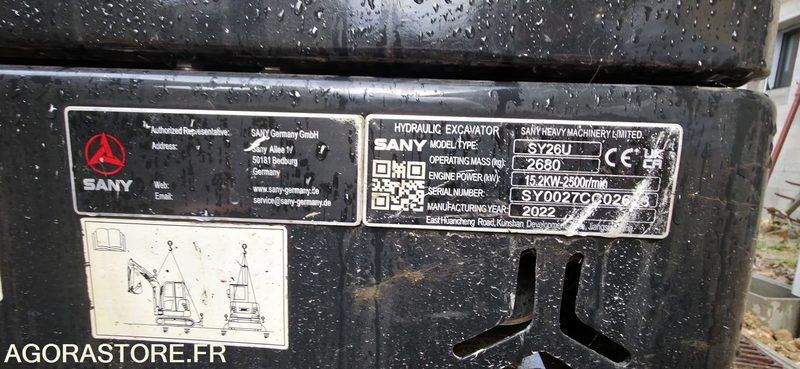 SANY
Authorized Representative: SANY Germany GmbH
Address: Sany Allee 1
50181 Bedburg
Germany
Web: www.sany-germany.de
Email: service@sany-germany.de
HYDRAULIC EXCAVATOR SANY HEAVY MACHINERY LIMITED.
SANY MODEL TYPE: SY26U
OPERATING MASS(kg): 2680
ENGINE POWER(kW): 15.2KW-2500r/min
CE
SERIAL NUMBER:
MANUFACTURING YEAR: 2022
East Huancheng Road, Kunshan
AGORASTORE.FR